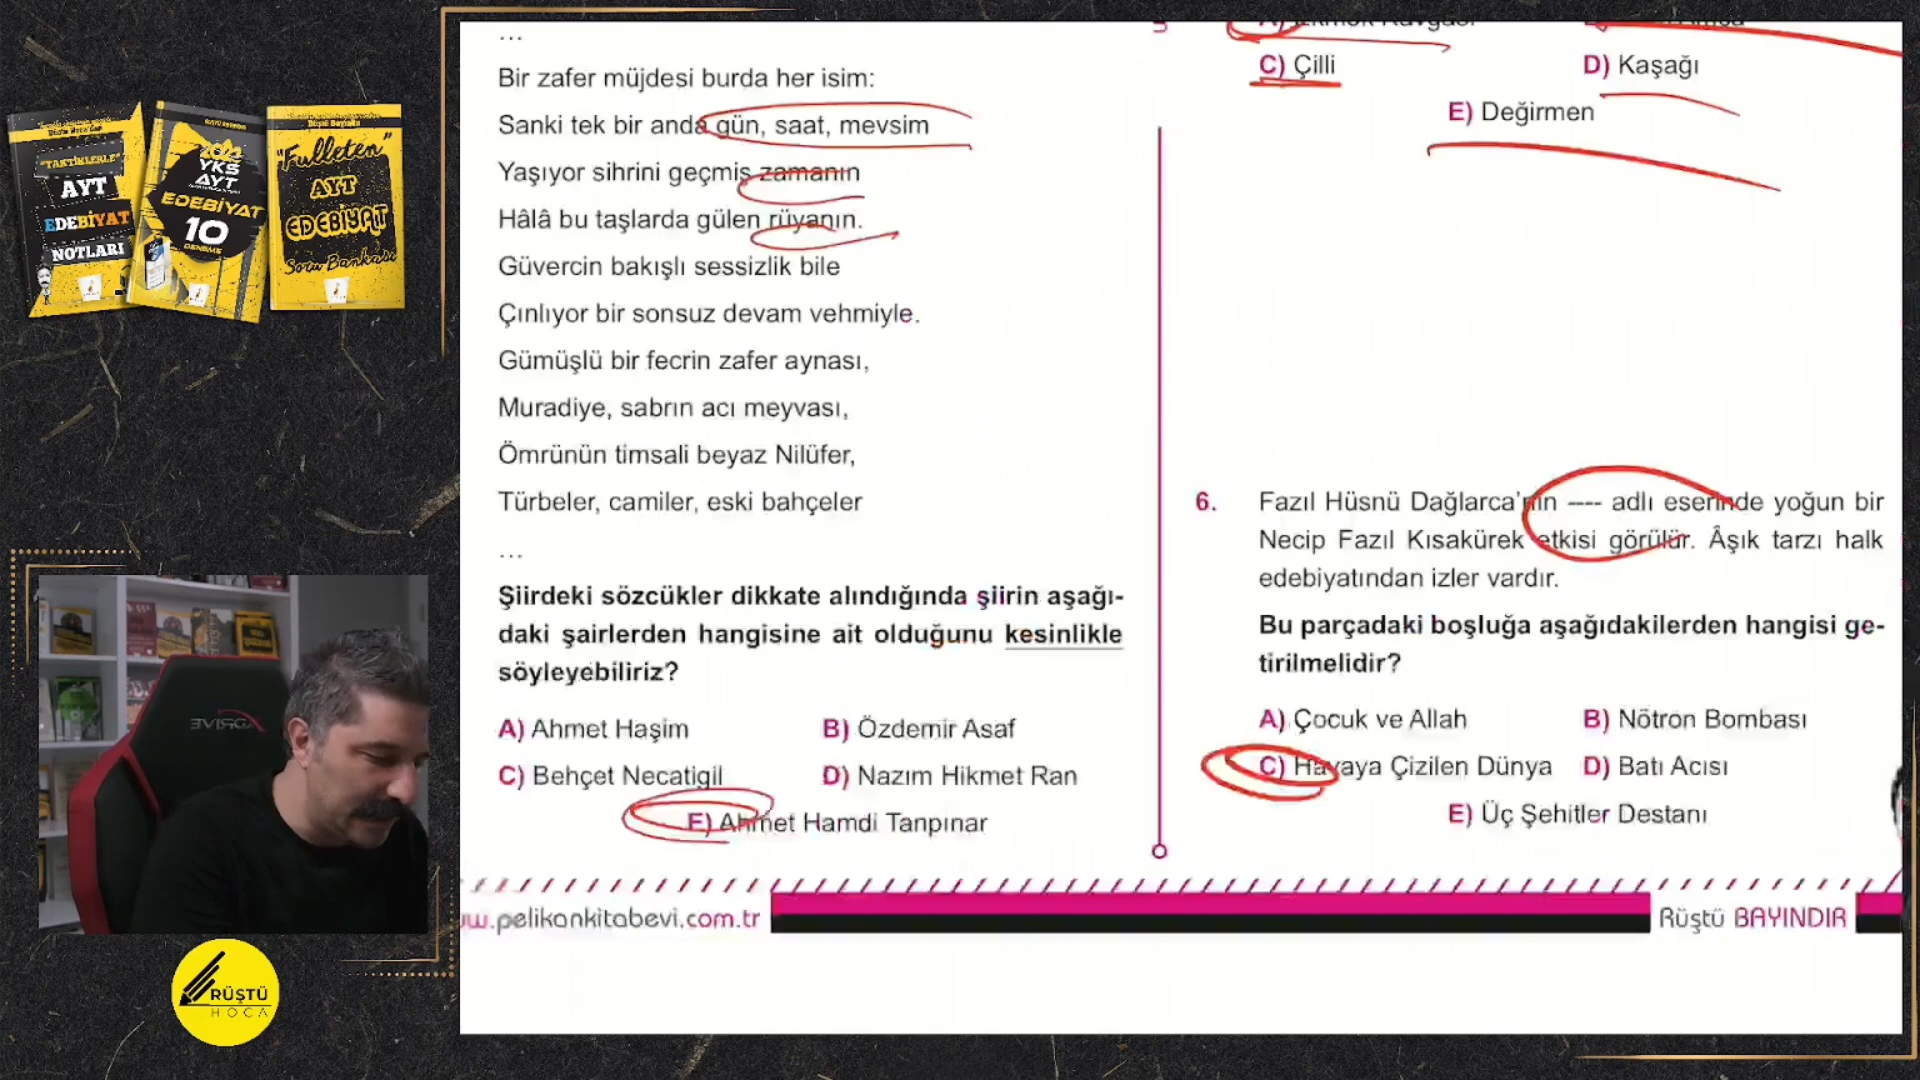 ...
Bir zafer müjdesi burda her isim:
Sanki tek bir anda gün, saat, mevsim
Yaşıyor sihrini geçmiş zamanın
Hâlâ bu taşlarda gülen rüyanın.
Güvercin bakışlı sessizlik bile
Çınlıyor bir sonsuz devam vehmiyle.
Gümüşlü bir fecrin zafer aynası,
Muradiye, sabrın acı meyvası,
Ömrünün timsali beyaz Nilüfer,
Türbeler, camiler, eski bahçeler
...
Şiirdeki sözcükler dikkate alındığında şiirin aşağı-
daki şairlerden hangisine ait olduğunu kesinlikle
söyleyebiliriz?
A) Ahmet Haşim B) Özdemir Asaf
C) Behçet Necatigil D) Nazım Hikmet Ran
E) Ahmet Hamdi Tanpınar
C) Çilli D) Kaşağı
E) Değirmen
6. Fazıl Hüsnü Dağlarca'nın ---- adlı eserinde yoğun bir
Necip Fazıl Kısakürek etkisi görülür. Âşık tarzı halk
edebiyatından izler vardır.
Bu parçadaki boşluğa aşağıdakilerden hangisi ge-
tirilmelidir?
A) Çocuk ve Allah B) Nötron Bombası
C) Havaya Çizilen Dünya D) Batı Acısı
E) Üç Şehitler Destanı
.pelikankitabevi.com.tr
Rüştü BAYINDIR
"TAKTİKLERLE"
AYT
EDEBİYAT
NOTLARI
YKS
AYT
EDEBİYAT
10
DENEME
"Fulleten"
AYT
EDEBİYAT
Soru Bankası
RÜŞTÜ
HOCA